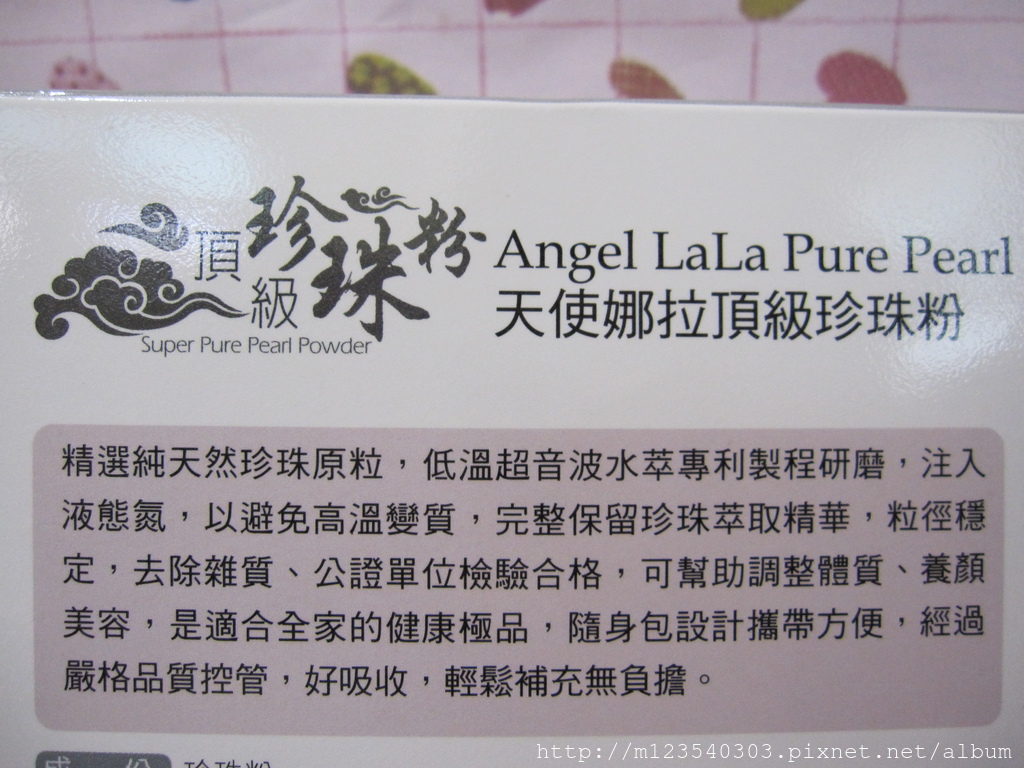 頂級珍珠粉
Super Pure Pearl Powder
Angel LaLa Pure Pearl
天使娜拉頂級珍珠粉
精選純天然珍珠原粒，低溫超音波水萃專利製程研磨，注入
液態氮，以避免高溫變質，完整保留珍珠萃取精華，粒徑穩
定，去除雜質、公證單位檢驗合格，可幫助調整體質、養顏
美容，是適合全家的健康極品，隨身包設計攜帶方便，經過
嚴格品質控管，好吸收，輕鬆補充無負擔。
成 份 珍珠粉
http://m123540303.pixnet.net/album